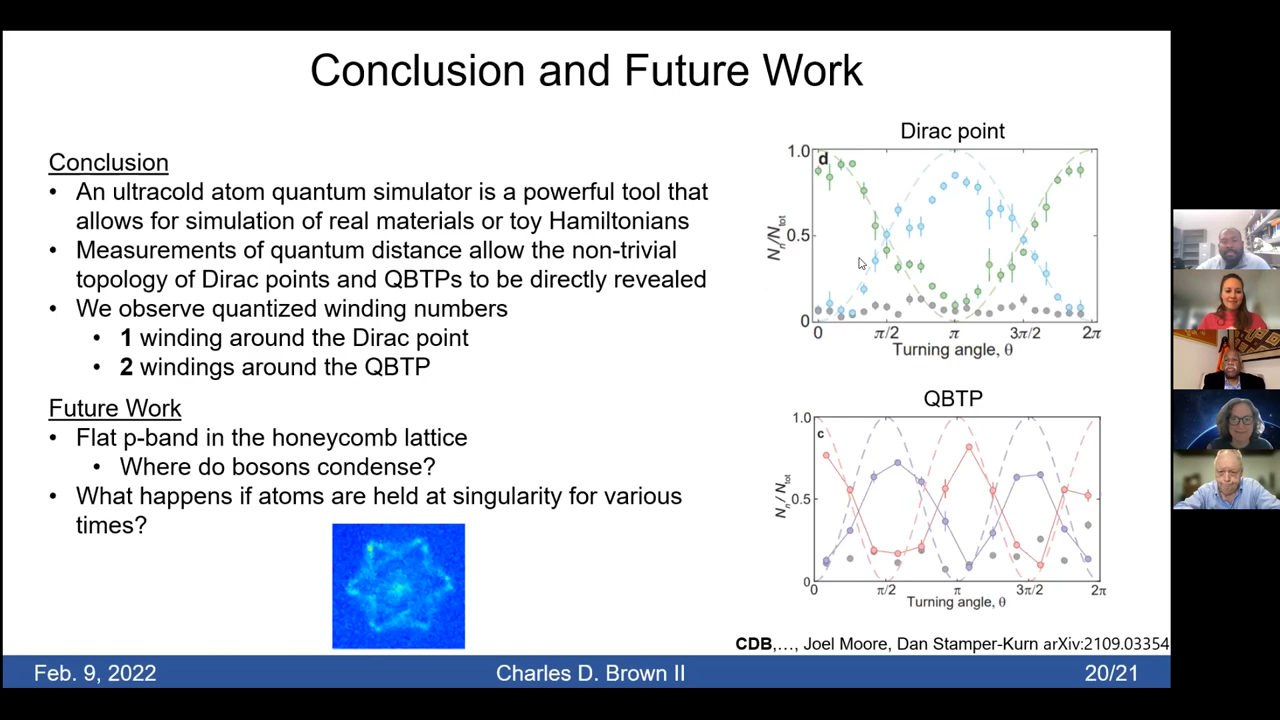 Conclusion and Future Work
Conclusion
• An ultracold atom quantum simulator is a powerful tool that
allows for simulation of real materials or toy Hamiltonians
• Measurements of quantum distance allow the non-trivial
topology of Dirac points and QBTPs to be directly revealed
• We observe quantized winding numbers
• 1 winding around the Dirac point
• 2 windings around the QBTP
Future Work
• Flat p-band in the honeycomb lattice
• Where do bosons condense?
• What happens if atoms are held at singularity for various
times?
Dirac point
d
1.0
0.5
0
Nn/Ntot
0 π/2 π 3π/2 2π
Turning angle, θ
QBTP
c
1.0
0.5
0
Nn / Ntot
0 π/2 π 3π/2 2π
Turning angle, θ
CDB,…, Joel Moore, Dan Stamper-Kurn arXiv:2109.03354
Feb. 9, 2022
Charles D. Brown II
20/21